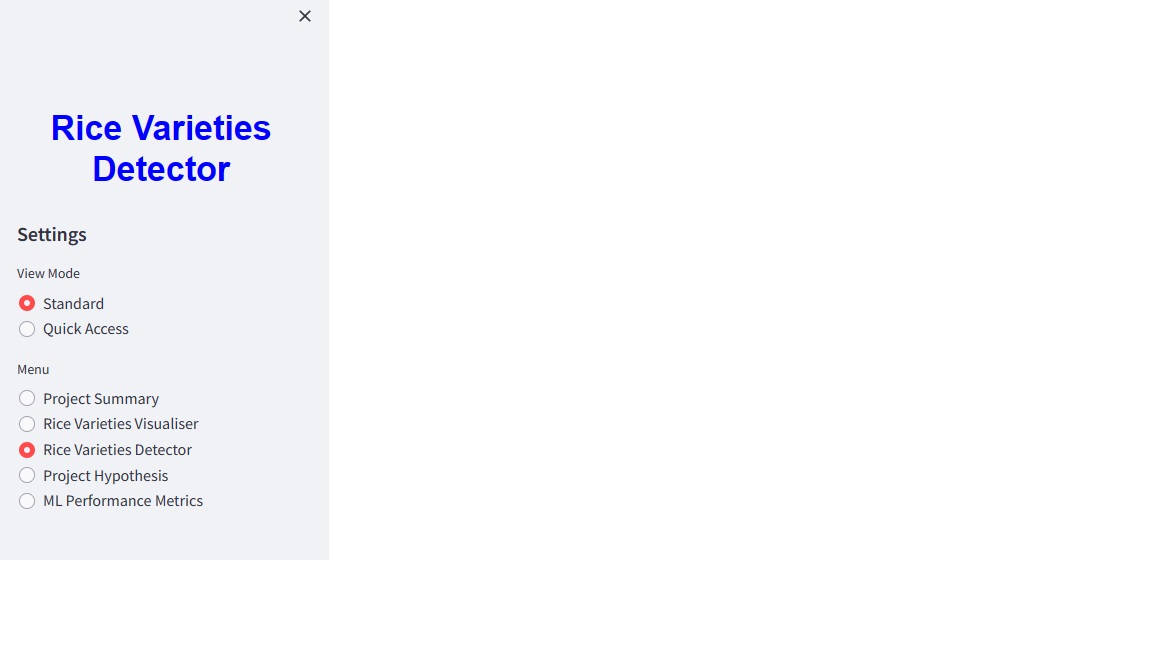 Rice Varieties
Detector
Settings
View Mode
Standard
Quick Access
Menu
Project Summary
Rice Varieties Visualiser
Rice Varieties Detector
Project Hypothesis
ML Performance Metrics